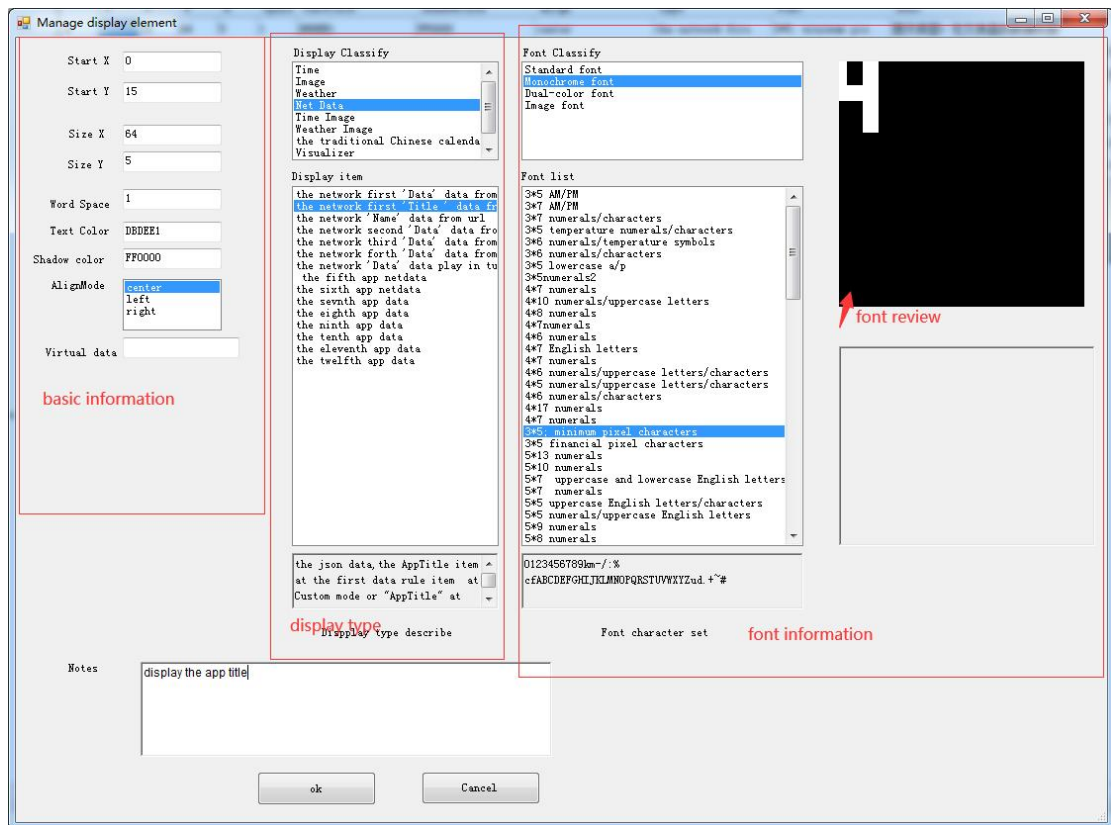 Manage display element
Start X 0
Start Y 15
Size X 64
Size Y 5
Word Space 1
Text Color DBDEE1
Shadow color FF0000
AlignMode
center
left
right
Virtual data
basic information
Display Classify
Time
Image
Weather
Net Data
Time Image
Weather Image
the traditional Chinese calenda
Visualizer
Display item
the network first 'Data' data from
the network first 'Title ' data fr
the network 'Name' data from url
the network second 'Data' data fro
the network third 'Data' data from
the network forth 'Data' data from
the network 'Data' data play in tu
the fifth app netdata
the sixth app netdata
the sevnth app data
the eighth app data
the ninth app data
the tenth app data
the eleventh app data
the twelfth app data
the json data, the AppTitle item
at the first data rule item at
Custom mode or "AppTitle" at
display type
Dispplay type describe
Font Classify
Standard font
Monochrome font
Dual-color font
Image font
Font list
3*5 AM/PM
3*7 AM/PM
3*7 numerals/characters
3*5 temperature numerals/characters
3*6 numerals/temperature symbols
3*6 numerals/characters
3*5 lowercase a/p
3*5numerals2
4*7 numerals
4*10 numerals/uppercase letters
4*8 numerals
4*7numerals
4*6 numerals
4*7 English letters
4*7 numerals
4*6 numerals/uppercase letters/characters
4*5 numerals/uppercase letters/characters
4*6 numerals/characters
4*17 numerals
4*7 numerals
3*5: minimum pixel characters
3*5 financial pixel characters
5*13 numerals
5*10 numerals
5*7 uppercase and lowercase English letters
5*7 numerals
5*5 uppercase English letters/characters
5*5 numerals/uppercase English letters
5*9 numerals
5*8 numerals
0123456789km-/:%
cfABCDEFGHIJKLMNOPQRSTUVWXYZud.+~#
Font character set
font information
4
font review
Notes
display the app title
ok
Cancel